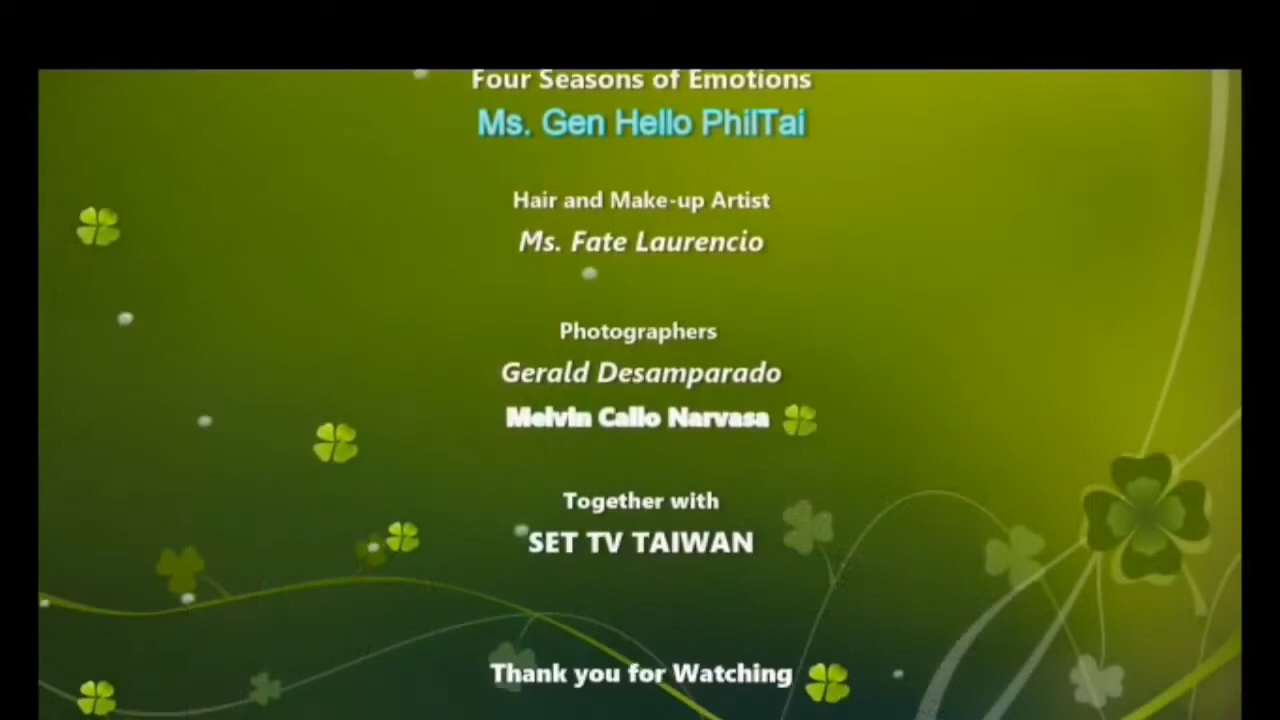 Four Seasons of Emotions
Ms. Gen Hello PhilTai
Hair and Make-up Artist
Ms. Fate Laurencio
Photographers
Gerald Desamparado
Melvin Callo Narvasa
Together with
SET TV TAIWAN
Thank you for Watching